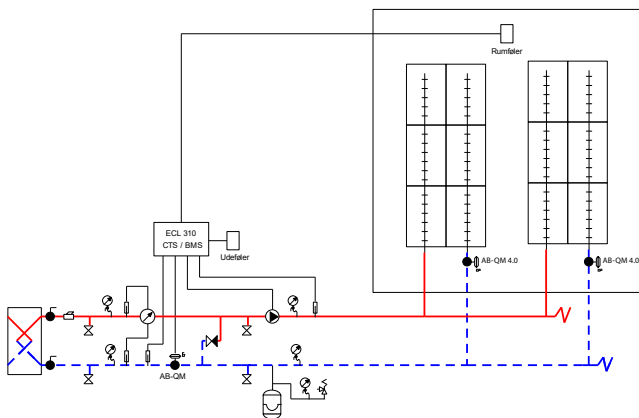 Rumføler
ECL 310
CTS / BMS
Udeføler
AB-QM 4.0
AB-QM 4.0
AB-QM